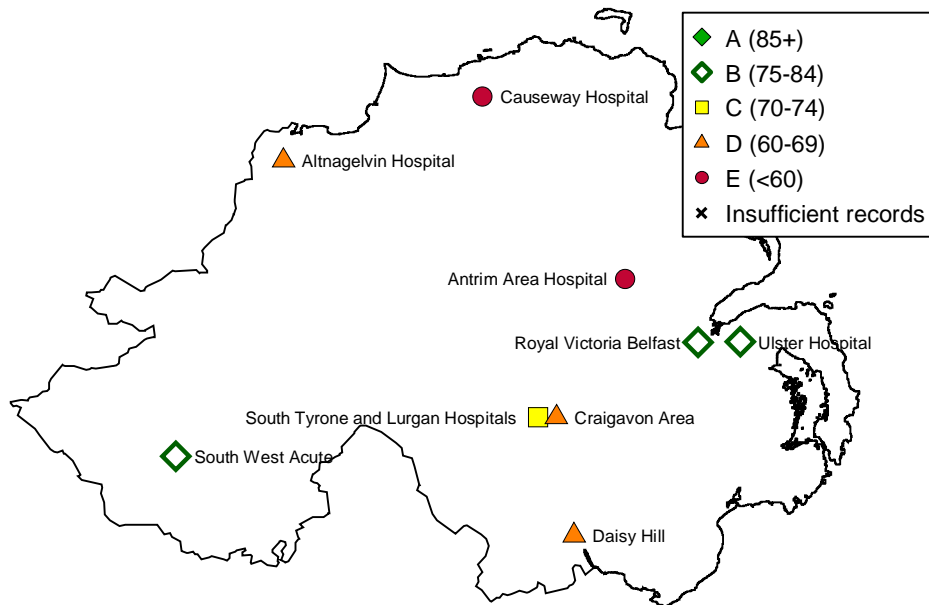 A (85+)
B (75-84)
C (70-74)
D (60-69)
E (<60)
Insufficient records
Causeway Hospital
Altnagelvin Hospital
Antrim Area Hospital
Royal Victoria Belfast
Ulster Hospital
South Tyrone and Lurgan Hospitals
Craigavon Area
South West Acute
Daisy Hill